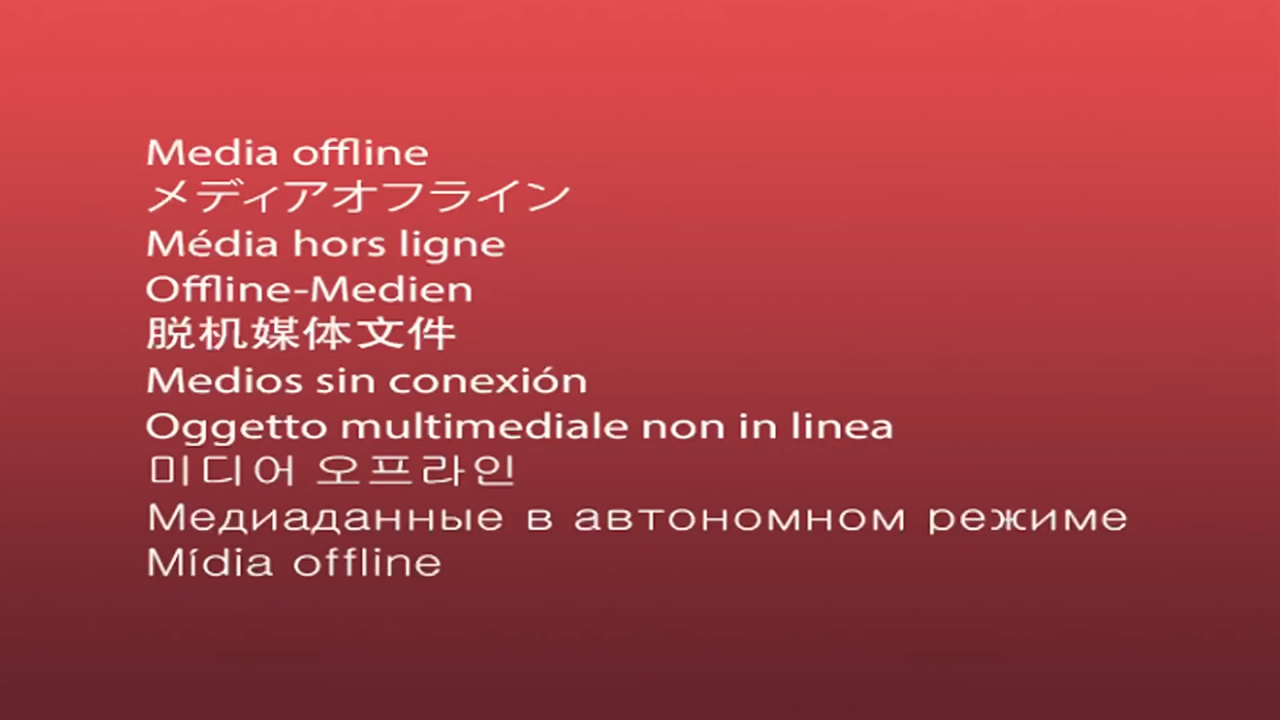 Media offline
メディアオフライン
Média hors ligne
Offline-Medien
脱机媒体文件
Medios sin conexión
Oggetto multimediale non in linea
미디어 오프라인
Медиаданные в автономном режиме
Mídia offline